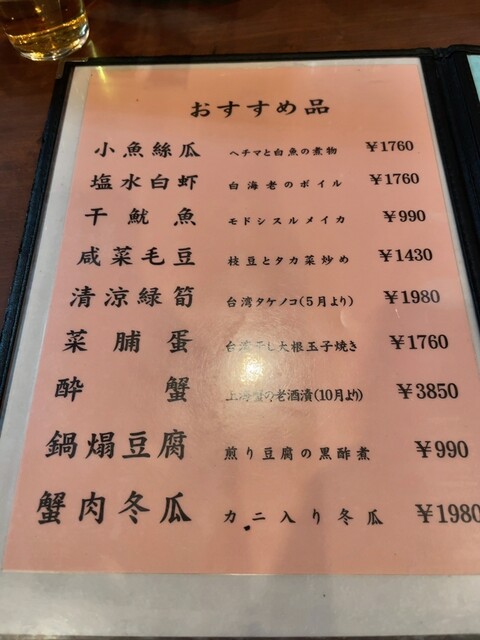 おすすめ品
小魚絲瓜 ヘチマと白魚の煮物 ￥1760
塩水白虾 白海老のボイル ￥1760
干魷魚 モドシスルメイカ ￥990
咸菜毛豆 枝豆とタカ菜炒め ￥1430
清涼緑筍 台湾タケノコ(5月より) ￥1980
菜脯蛋 台湾干し大根玉子焼き ￥1760
酔蟹 上海蟹の老酒漬(10月より) ￥3850
鍋煬豆腐 煎り豆腐の黒酢煮 ￥990
蟹肉冬瓜 カニ入り冬瓜 ￥1980